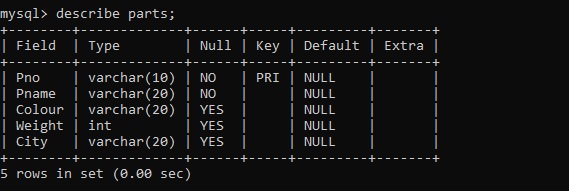 mysql> describe parts;
+---------+-------------+------+-----+---------+-------+
| Field   | Type        | Null | Key | Default | Extra |
+---------+-------------+------+-----+---------+-------+
| Pno     | varchar(10) | NO   | PRI | NULL    |       |
| Pname   | varchar(20) | NO   |     | NULL    |       |
| Colour  | varchar(20) | YES  |     | NULL    |       |
| Weight  | int         | YES  |     | NULL    |       |
| City    | varchar(20) | YES  |     | NULL    |       |
+---------+-------------+------+-----+---------+-------+
5 rows in set (0.00 sec)